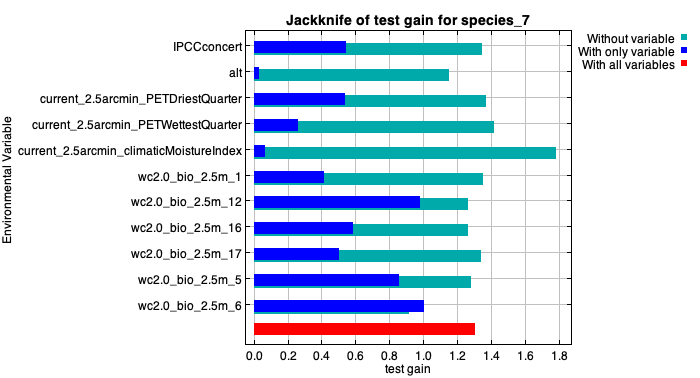 Jackknife of test gain for species_7
Without variable
With only variable
With all variables
Environmental Variable
IPCCconcert
alt
current_2.5arcmin_PETDriestQuarter
current_2.5arcmin_PETWettestQuarter
current_2.5arcmin_climaticMoistureIndex
wc2.0_bio_2.5m_1
wc2.0_bio_2.5m_12
wc2.0_bio_2.5m_16
wc2.0_bio_2.5m_17
wc2.0_bio_2.5m_5
wc2.0_bio_2.5m_6
0.0 0.2 0.4 0.6 0.8 1.0 1.2 1.4 1.6 1.8
test gain